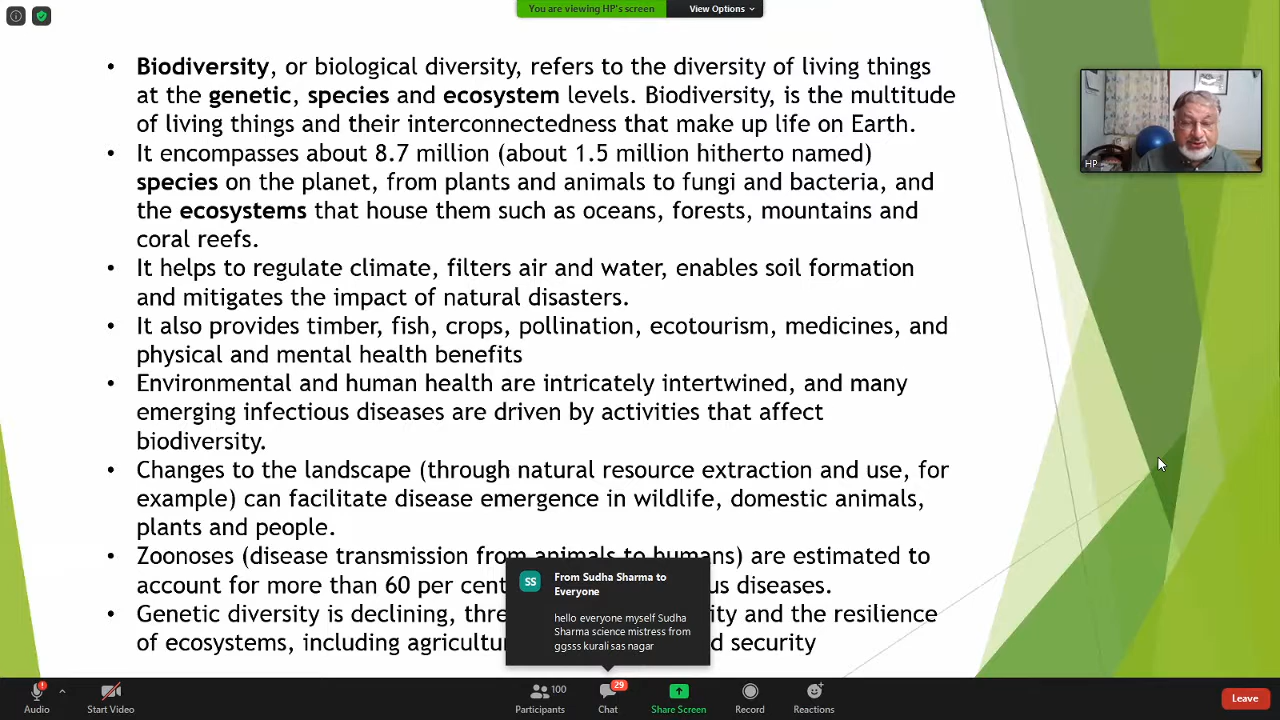 You are viewing HP's screen
View Options
• Biodiversity, or biological diversity, refers to the diversity of living things
at the genetic, species and ecosystem levels. Biodiversity, is the multitude
of living things and their interconnectedness that make up life on Earth.
• It encompasses about 8.7 million (about 1.5 million hitherto named)
species on the planet, from plants and animals to fungi and bacteria, and
the ecosystems that house them such as oceans, forests, mountains and
coral reefs.
• It helps to regulate climate, filters air and water, enables soil formation
and mitigates the impact of natural disasters.
• It also provides timber, fish, crops, pollination, ecotourism, medicines, and
physical and mental health benefits
• Environmental and human health are intricately intertwined, and many
emerging infectious diseases are driven by activities that affect
biodiversity.
• Changes to the landscape (through natural resource extraction and use, for
example) can facilitate disease emergence in wildlife, domestic animals,
plants and people.
• Zoonoses (disease transmission from animals to humans) are estimated to
account for more than 60 per cent us diseases.
• Genetic diversity is declining, thre ity and the resilience
of ecosystems, including agricultu d security
HP
SS
From Sudha Sharma to
Everyone
hello everyone myself Sudha
Sharma science mistress from
ggsss kurali sas nagar
Audio
Start Video
100
Participants
29
Chat
Share Screen
Record
Reactions
Leave